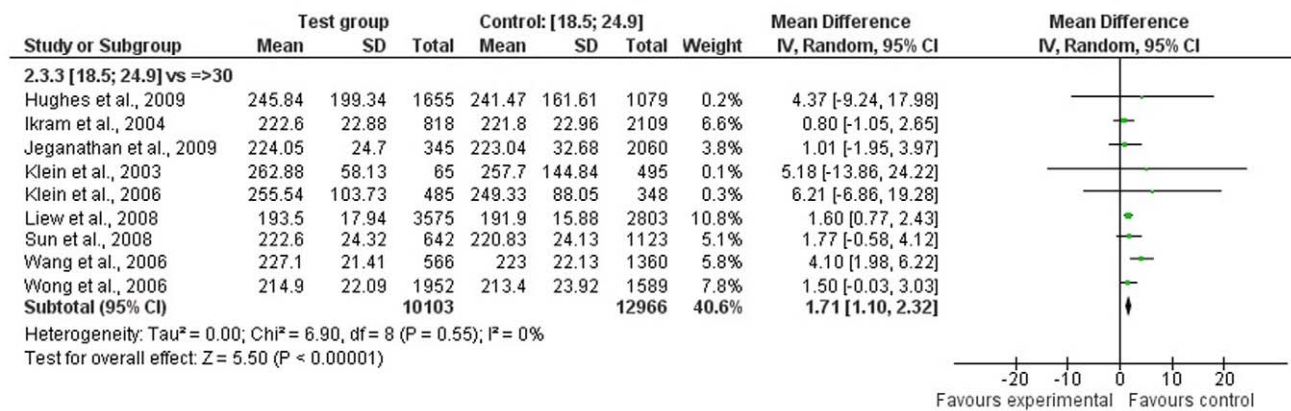 Test group Control: [18.5; 24.9] Mean Difference Mean Difference
Study or Subgroup Mean SD Total Mean SD Total Weight IV, Random, 95% CI IV, Random, 95% CI
2.3.3 [18.5; 24.9] vs =>30
Hughes et al., 2009 245.84 199.34 1655 241.47 161.61 1079 0.2% 4.37 [-9.24, 17.98]
Ikram et al., 2004 222.6 22.88 818 221.8 22.96 2109 6.6% 0.80 [-1.05, 2.65]
Jeganathan et al., 2009 224.05 24.7 345 223.04 32.68 2060 3.8% 1.01 [-1.95, 3.97]
Klein et al., 2003 262.88 58.13 65 257.7 144.84 495 0.1% 5.18 [-13.86, 24.22]
Klein et al., 2006 255.54 103.73 485 249.33 88.05 348 0.3% 6.21 [-6.86, 19.28]
Liew et al., 2008 193.5 17.94 3575 191.9 15.88 2803 10.8% 1.60 [0.77, 2.43]
Sun et al., 2008 222.6 24.32 642 220.83 24.13 1123 5.1% 1.77 [-0.58, 4.12]
Wang et al., 2006 227.1 21.41 566 223 22.13 1360 5.8% 4.10 [1.98, 6.22]
Wong et al., 2006 214.9 22.09 1952 213.4 23.92 1589 7.8% 1.50 [-0.03, 3.03]
Subtotal (95% CI) 10103 12966 40.6% 1.71 [1.10, 2.32]
Heterogeneity: Tau² = 0.00; Chi² = 6.90, df = 8 (P = 0.55); I² = 0%
Test for overall effect: Z = 5.50 (P < 0.00001)
-20 -10 0 10 20
Favours experimental Favours control